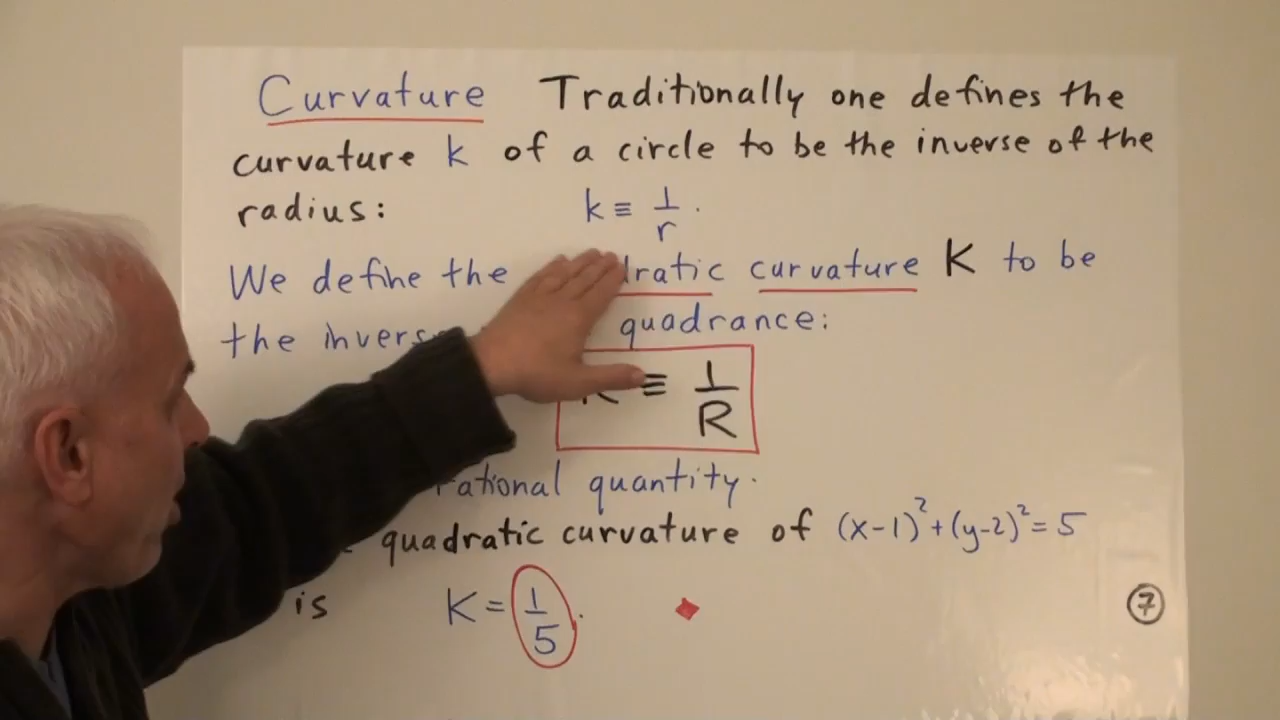 Curvature Traditionally one defines the
curvature k of a circle to be the inverse of the
radius: k ≡ 1/r.
We define the curvature K to be
the quadrance:
≡ 1/R
rational quantity.
quadratic curvature of (x-1)²+(y-2)²=5
is K = 1/5.
7